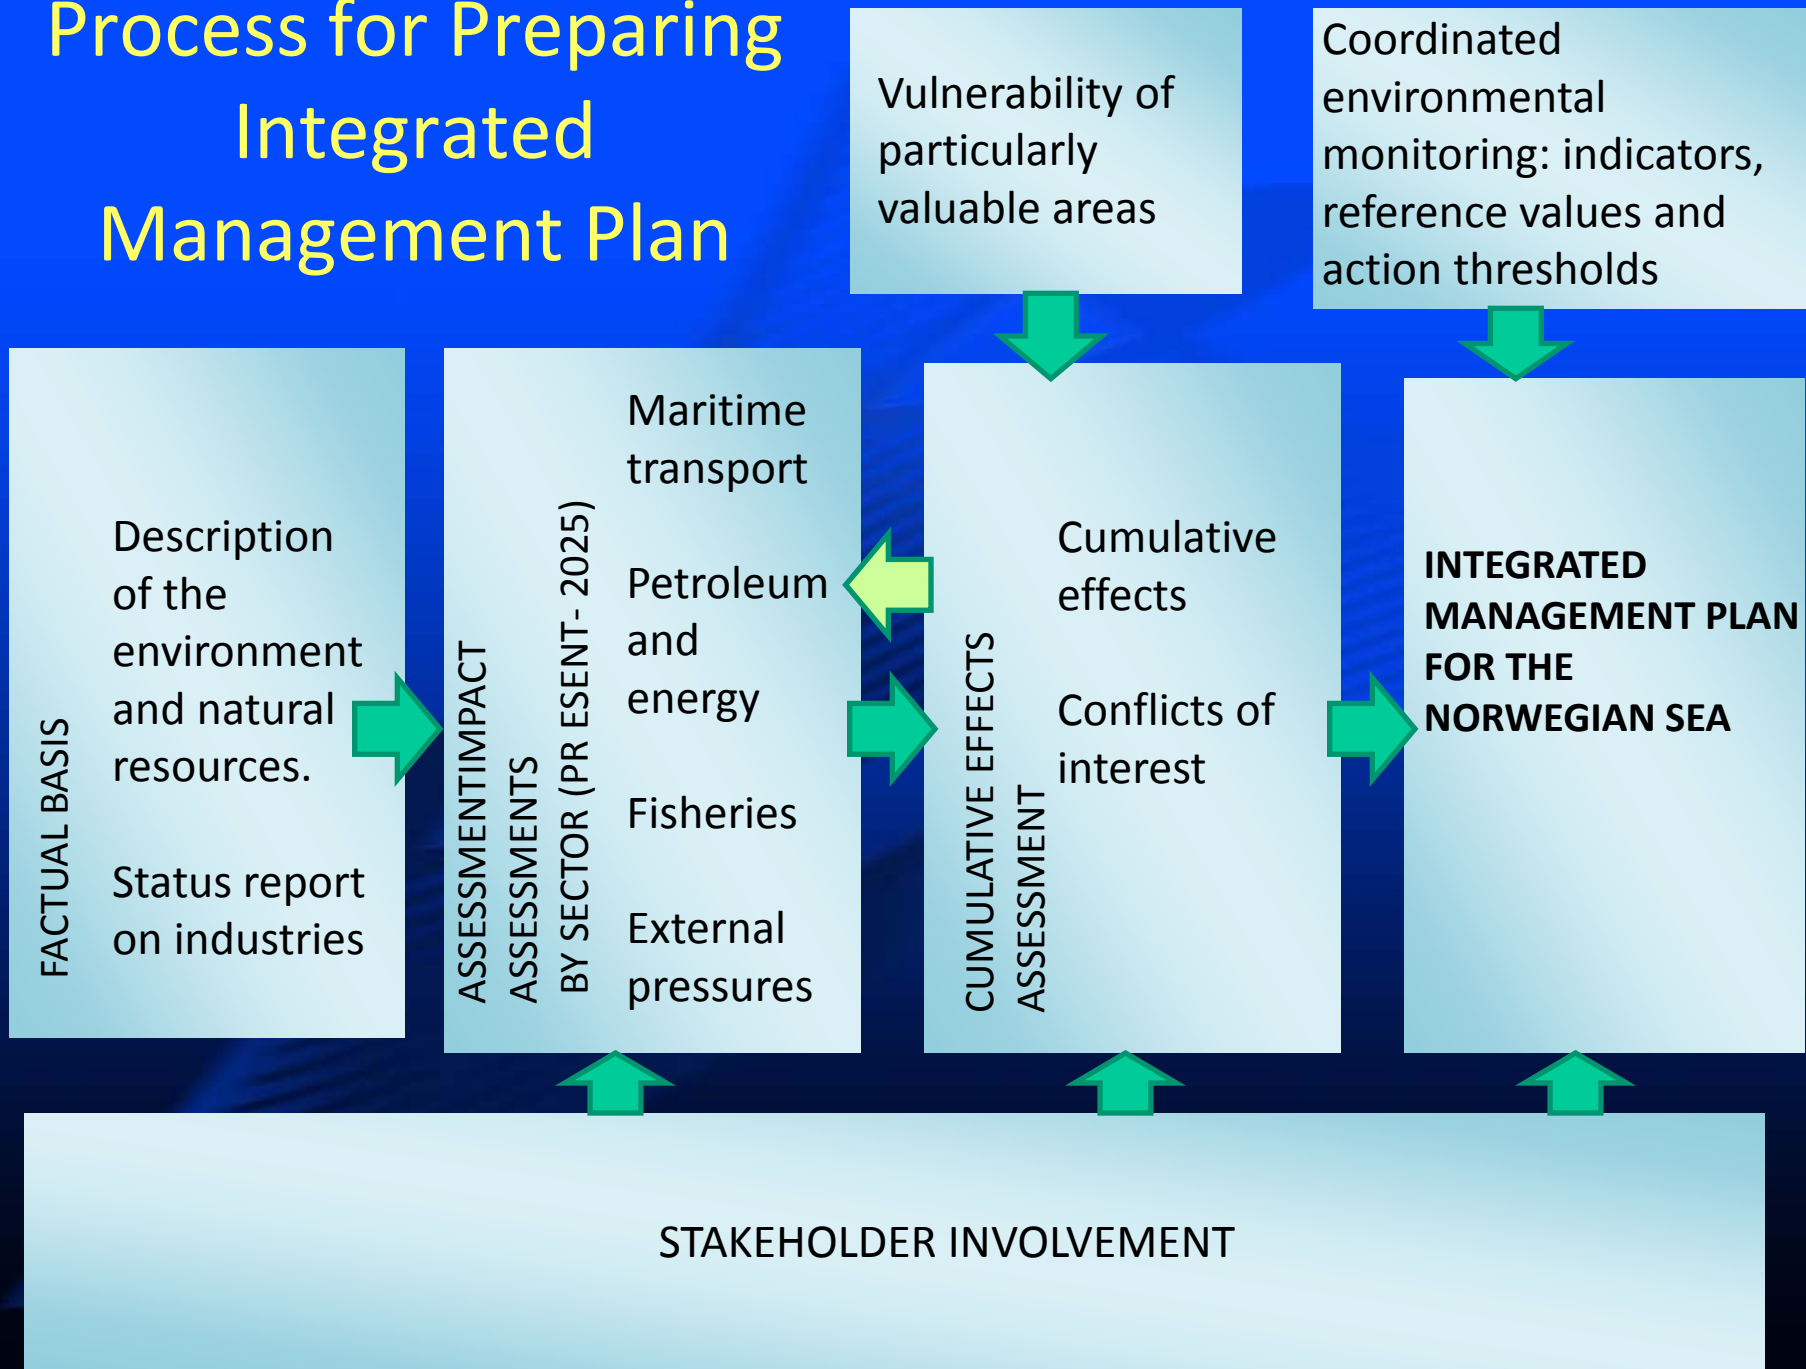 Process for Preparing
Integrated
Management Plan
Vulnerability of
particularly
valuable areas
Coordinated
environmental
monitoring: indicators,
reference values and
action thresholds
FACTUAL BASIS
Description
of the
environment
and natural
resources.
Status report
on industries
ASSESSMENTIMPACT
ASSESSMENTS
BY SECTOR (PR ESENT- 2025)
Maritime
transport
Petroleum
and
energy
Fisheries
External
pressures
CUMULATIVE EFFECTS
ASSESSMENT
Cumulative
effects
Conflicts of
interest
INTEGRATED
MANAGEMENT PLAN
FOR THE
NORWEGIAN SEA
STAKEHOLDER INVOLVEMENT